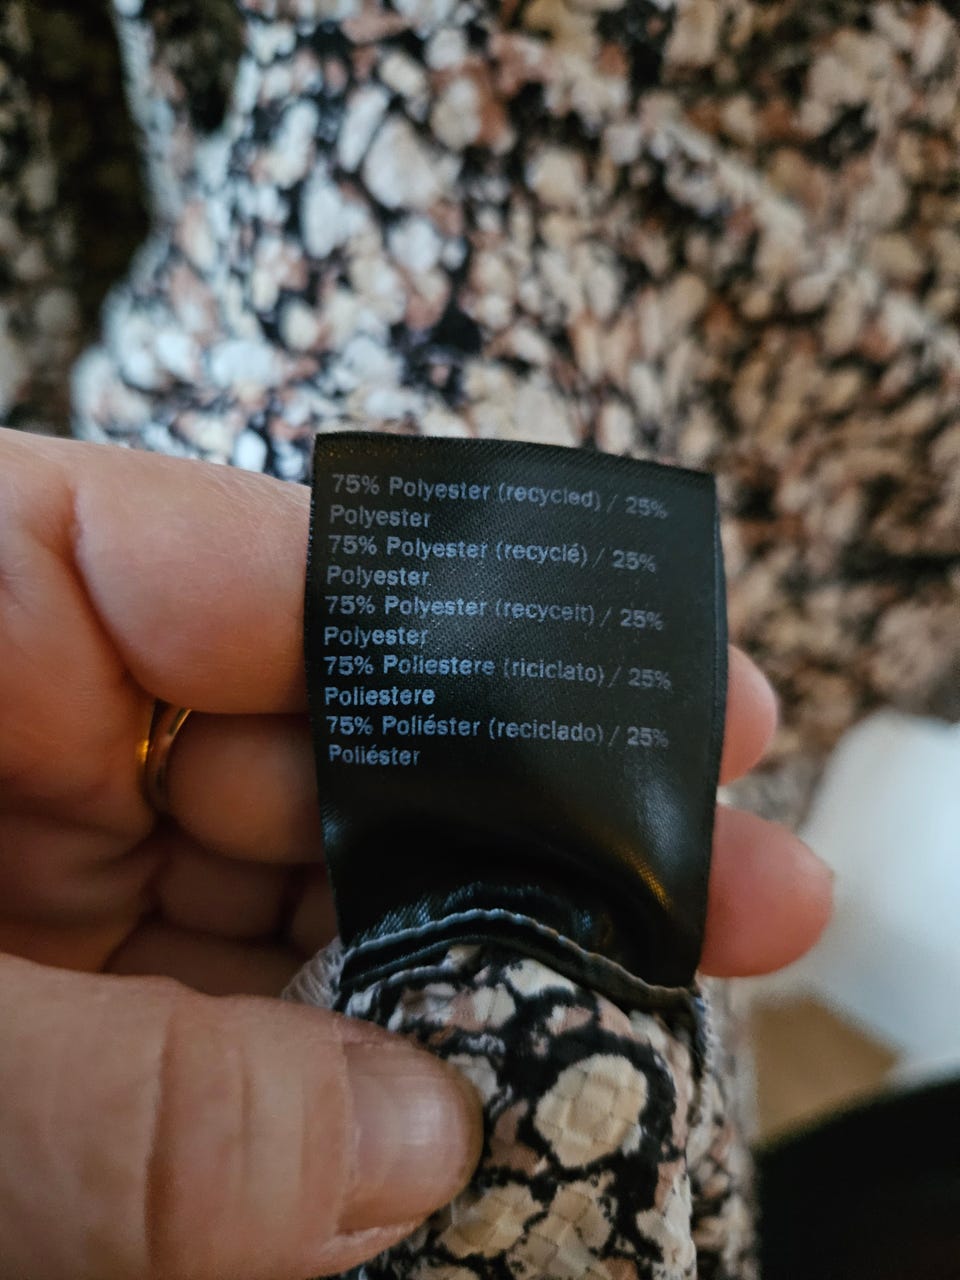 75% Polyester (recycled) / 25%
Polyester
75% Polyester (recyclé) / 25%
Polyester
75% Polyester (recycelt) / 25%
Polyester
75% Poliestere (riciclato) / 25%
Poliestere
75% Poliéster (reciclado) / 25%
Poliéster